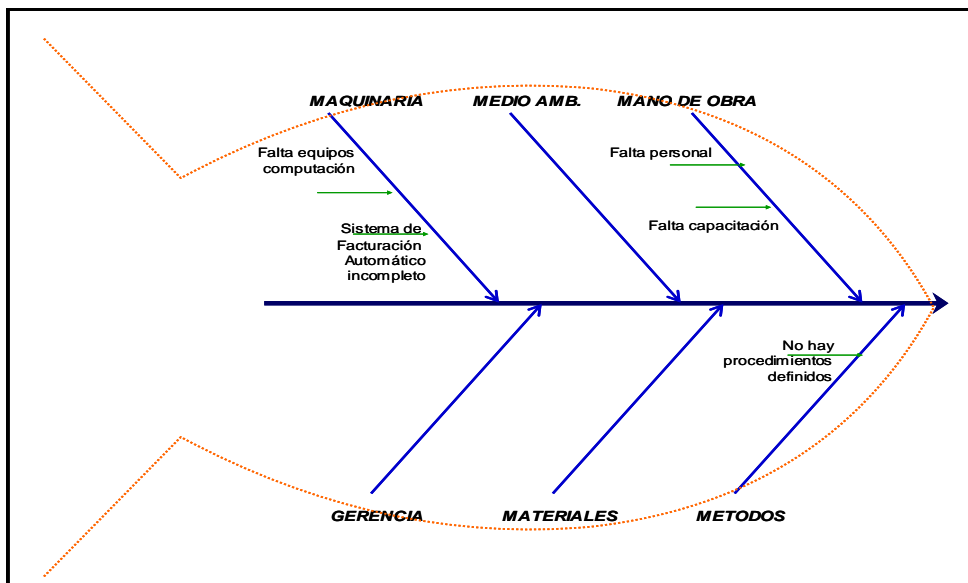 MAQUINARIA
MEDIO AMB.
MANO DE OBRA
Falta equipos
computación
Sistema de
Facturación
Automático
incompleto
Falta personal
Falta capacitación
No hay
procedimientos
definidos
GERENCIA
MATERIALES
METODOS